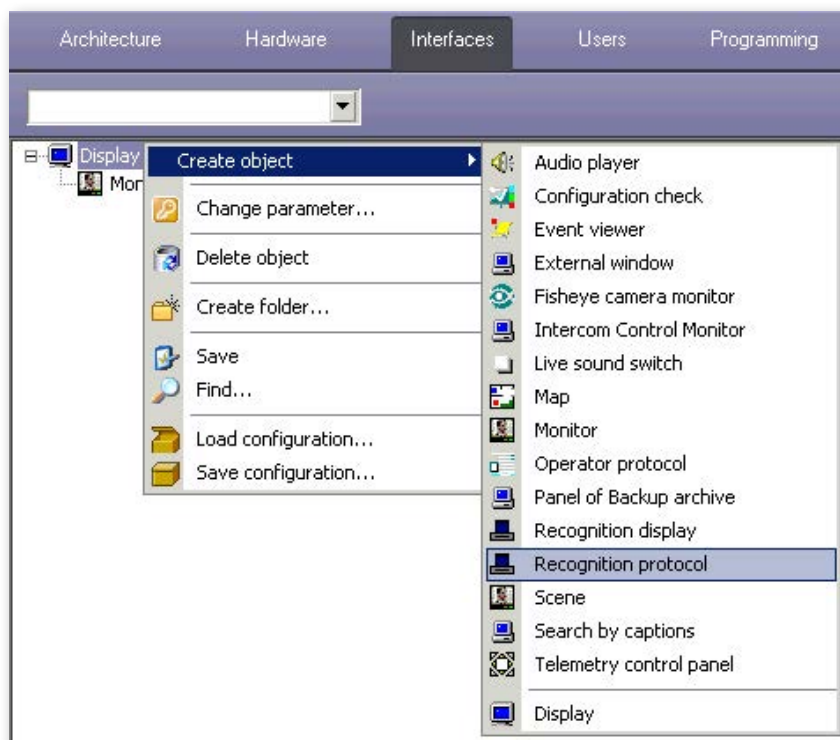 Architecture Hardware Interfaces Users Programming
Display
Mon
Create object
Change parameter...
Delete object
Create folder...
Save
Find...
Load configuration...
Save configuration...
Audio player
Configuration check
Event viewer
External window
Fisheye camera monitor
Intercom Control Monitor
Live sound switch
Map
Monitor
Operator protocol
Panel of Backup archive
Recognition display
Recognition protocol
Scene
Search by captions
Telemetry control panel
Display